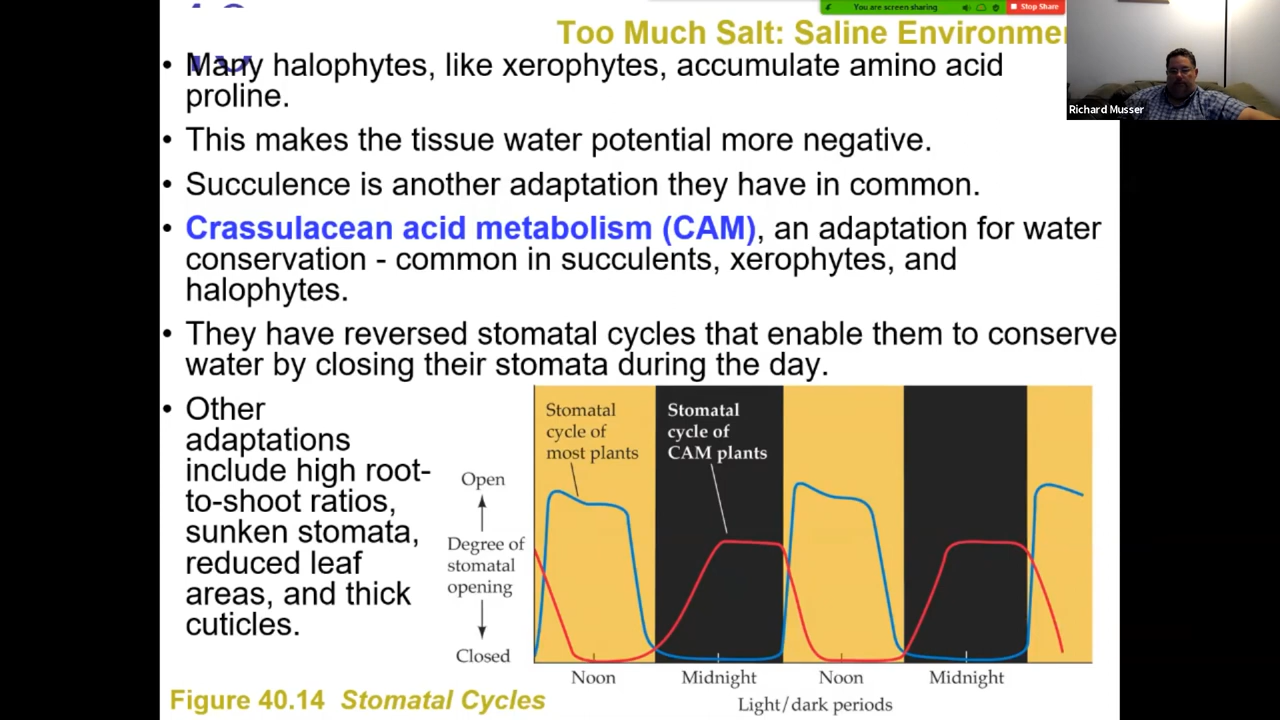 You are screen sharing
Stop Share
Too Much Salt: Saline Environme
Richard Musser
• Many halophytes, like xerophytes, accumulate amino acid
proline.
• This makes the tissue water potential more negative.
• Succulence is another adaptation they have in common.
• Crassulacean acid metabolism (CAM), an adaptation for water
conservation - common in succulents, xerophytes, and
halophytes.
• They have reversed stomatal cycles that enable them to conserve
water by closing their stomata during the day.
• Other
adaptations
include high root-
to-shoot ratios,
sunken stomata,
reduced leaf
areas, and thick
cuticles.
Stomatal
cycle of
most plants
Stomatal
cycle of
CAM plants
Open
Degree of
stomatal
opening
Closed
Noon
Midnight
Noon
Midnight
Light/dark periods
Figure 40.14 Stomatal Cycles